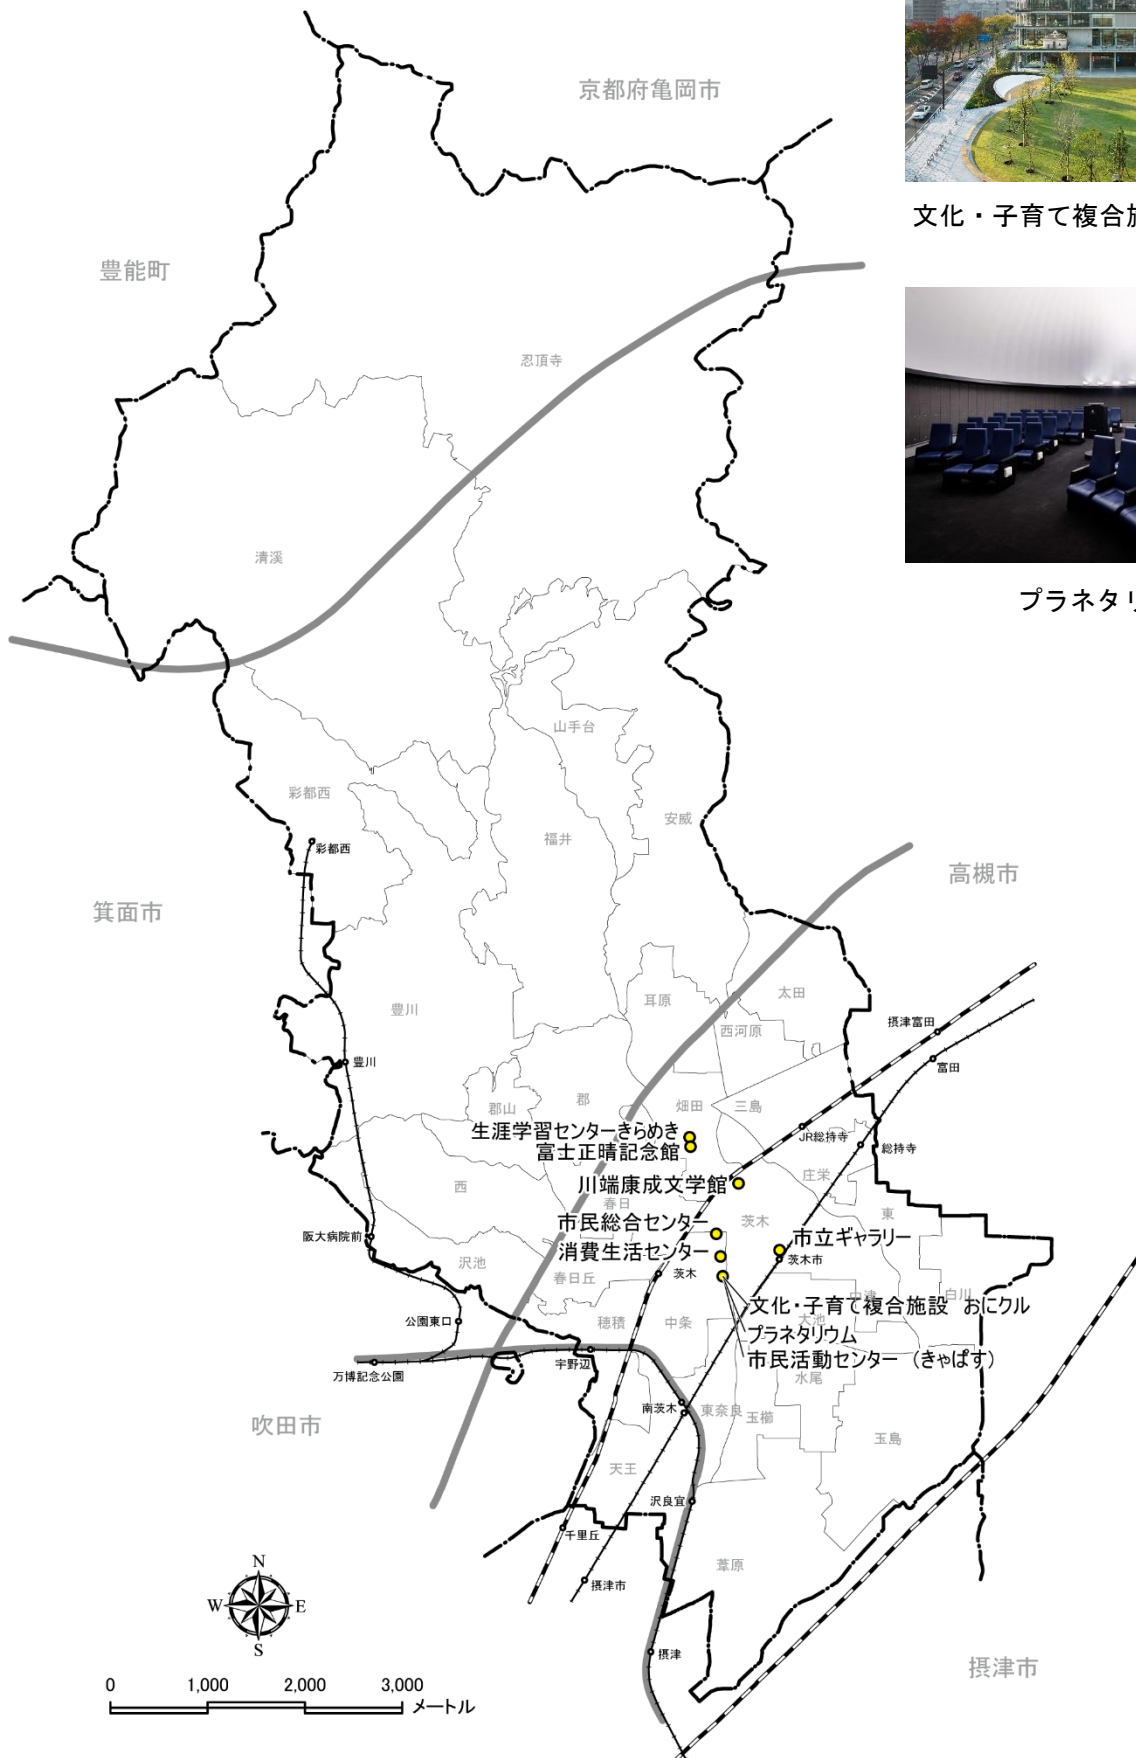 京都府亀岡市
文化・子育て複合施
豊能町
忍頂寺
清溪
プラネタリ
山手台
彩都西
安威
福井
彩都西
高槻市
箕面市
太田
耳原
豊川
西河原
摂津富田
豊川
富田
郡
郡山
畑田
三島
生涯学習センターきらめき
JR総持寺
富士正晴記念館
総持寺
庄栄
川端康成文学館
西
春日
東
市民総合センター
茨木
市立ギャラリー
阪大病院前
消費生活センター
茨木市
沢池
春日丘
茨木
中津
白川
文化・子育て複合施設 おにクル
公園東口
穂積
中条
大池
プラネタリウム
市民活動センター（きゃぱす）
宇野辺
万博記念公園
水尾
南茨木
東奈良
玉櫛
吹田市
玉島
天王
沢良宜
千里丘
葦原
摂津市
N
W
E
S
摂津
摂津市
0 1,000 2,000 3,000
メートル